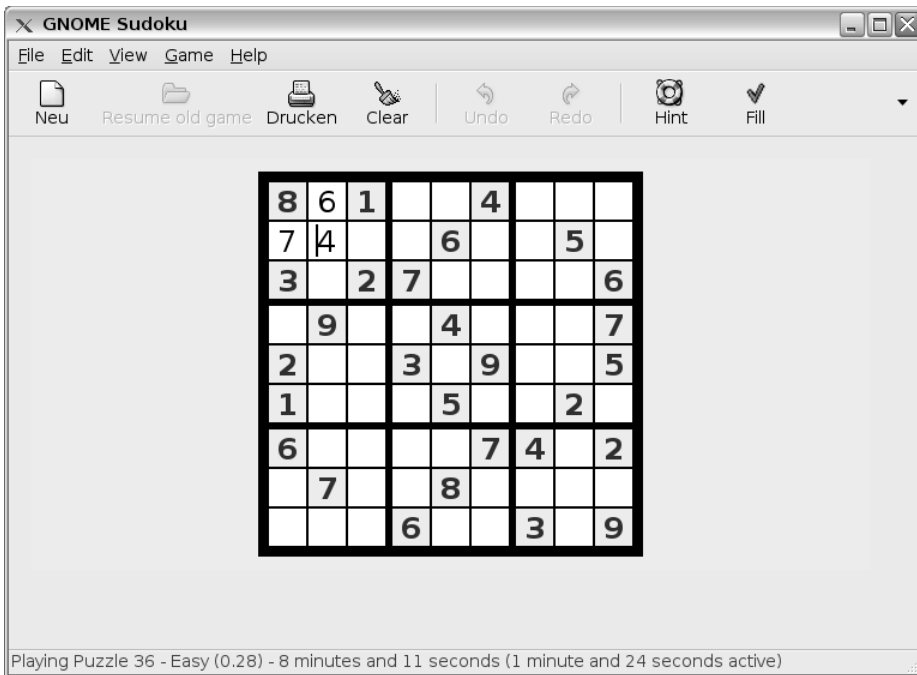 GNOME Sudoku
File Edit View Game Help
Neu Resume old game Drucken Clear Undo Redo Hint Fill
8 6 1 4
7 4 6 5
3 2 7 6
9 4 7
2 3 9 5
1 5 2
6 7 4 2
7 8
6 3 9
Playing Puzzle 36 - Easy (0.28) - 8 minutes and 11 seconds (1 minute and 24 seconds active)